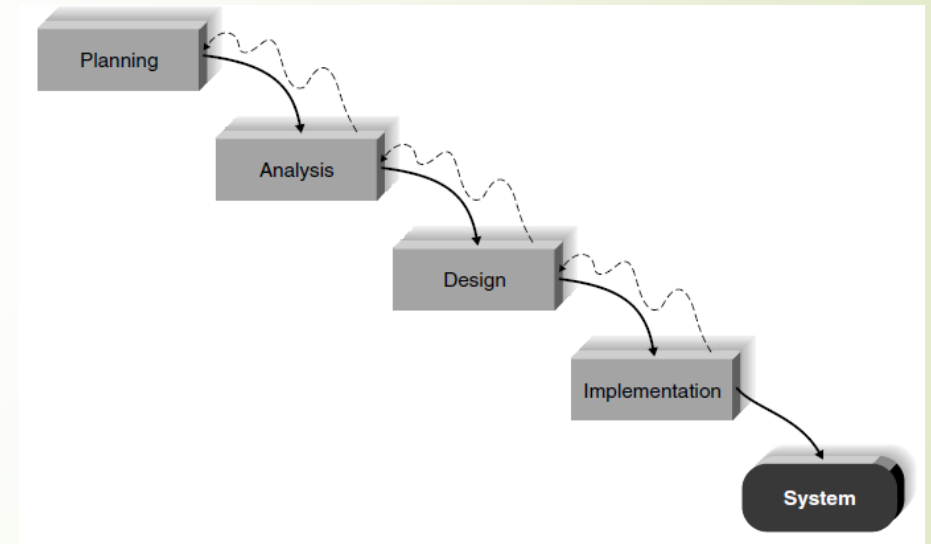 Planning
Analysis
Design
Implementation
System